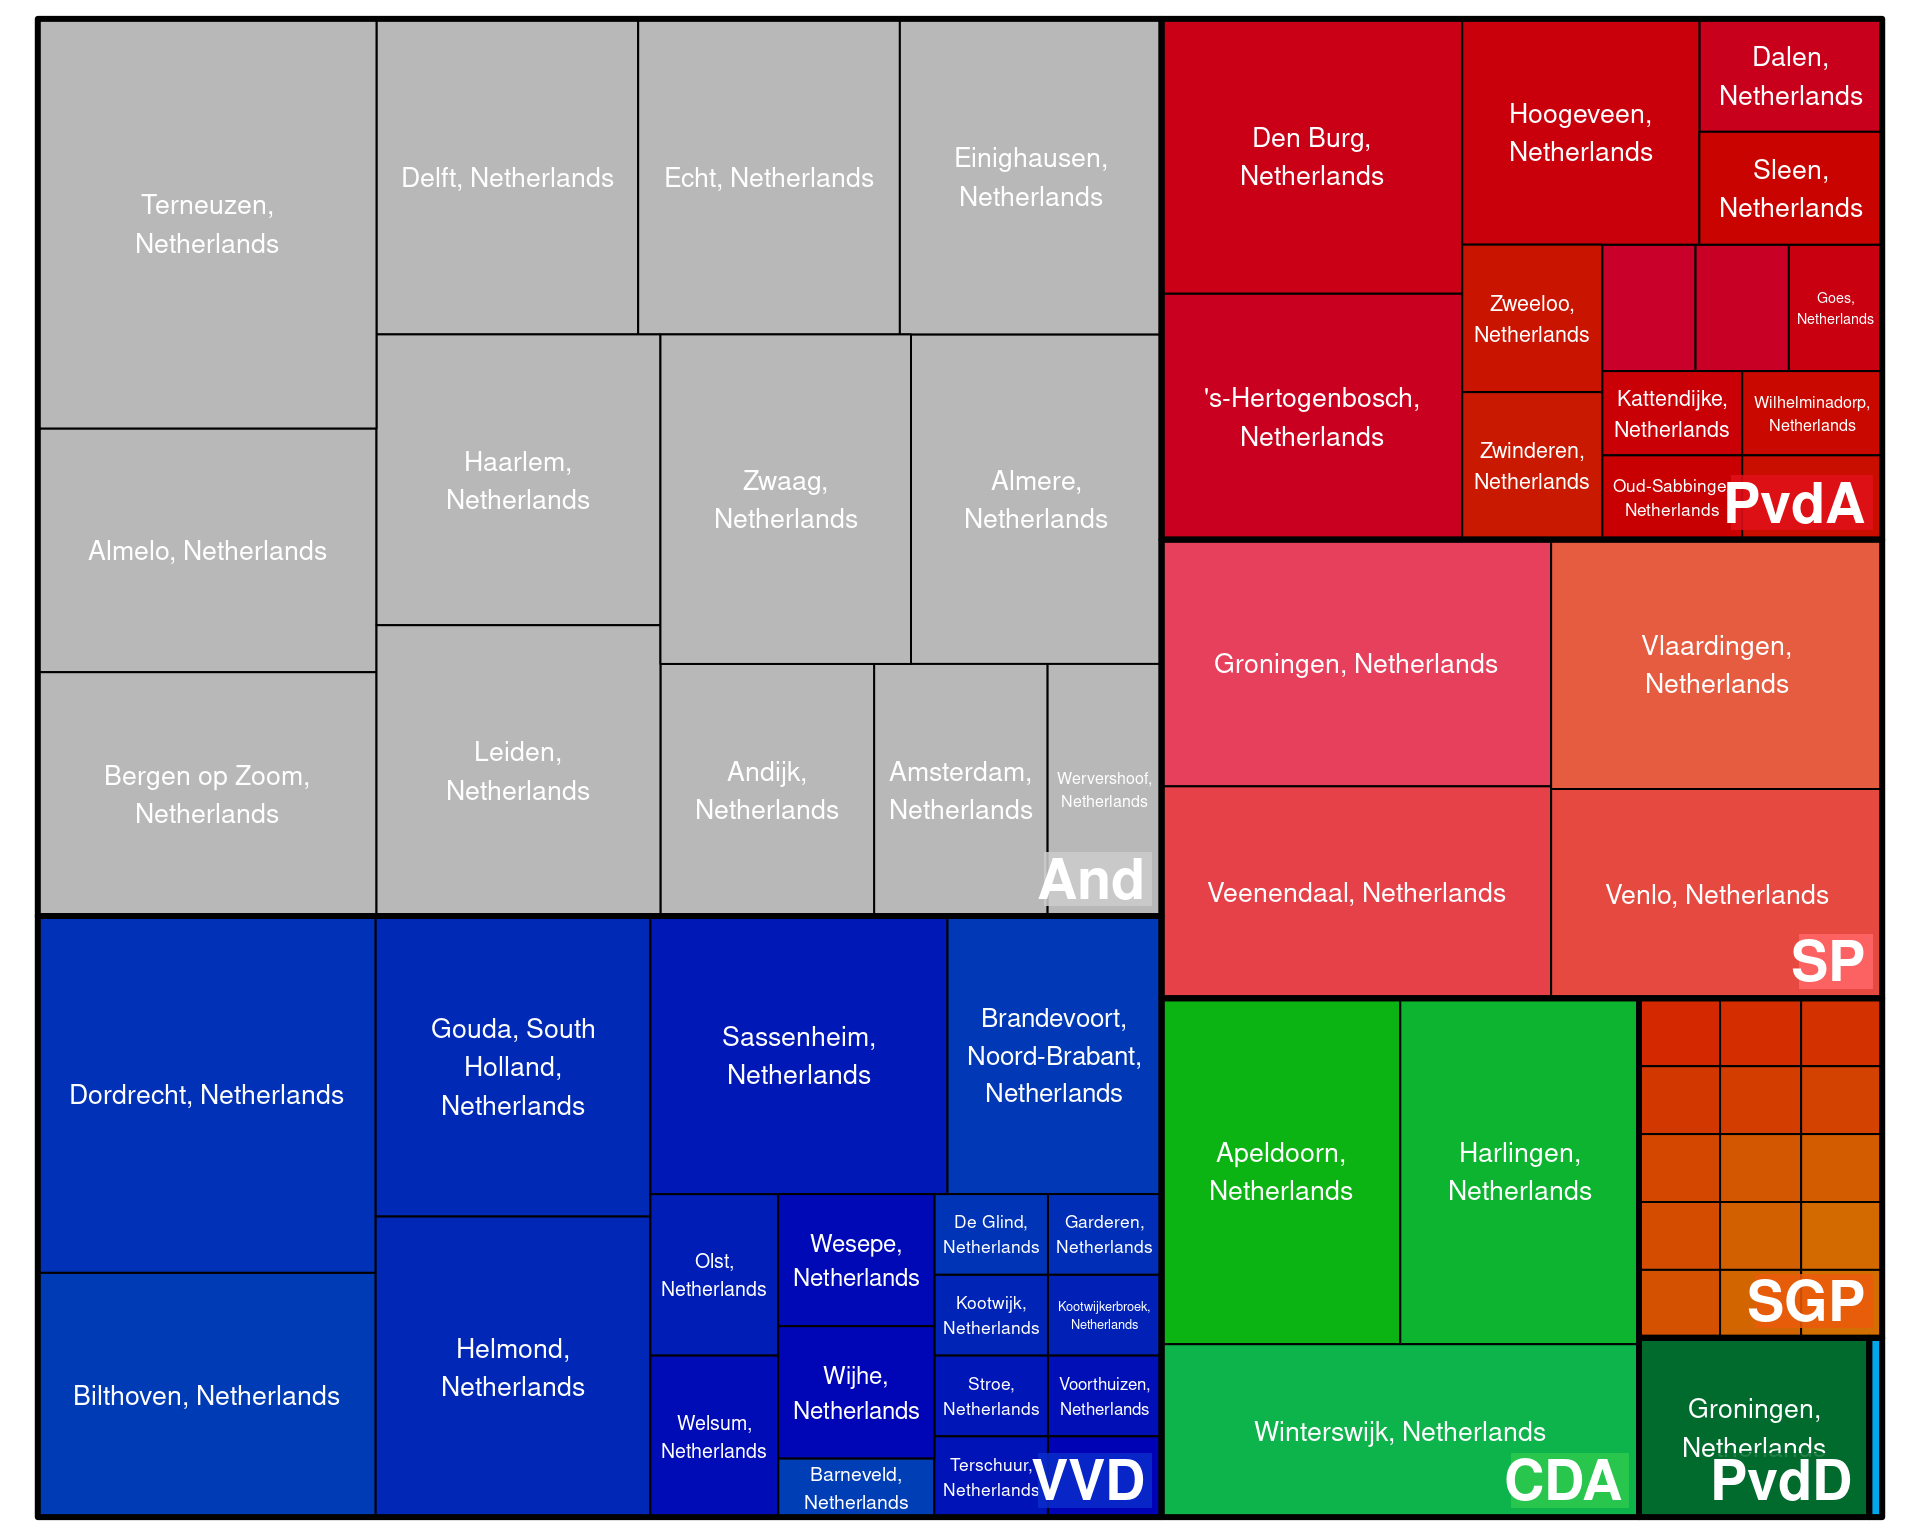 Terneuzen,
Netherlands
Delft, Netherlands
Echt, Netherlands
Einighausen,
Netherlands
Almelo, Netherlands
Haarlem,
Netherlands
Zwaag,
Netherlands
Almere,
Netherlands
Bergen op Zoom,
Netherlands
Leiden,
Netherlands
Andijk,
Netherlands
Amsterdam,
Netherlands
Wervershoof,
Netherlands
And
Den Burg,
Netherlands
Hoogeveen,
Netherlands
Dalen,
Netherlands
Sleen,
Netherlands
's-Hertogenbosch,
Netherlands
Zweeloo,
Netherlands
Goes,
Netherlands
Zwinderen,
Netherlands
Kattendijke,
Netherlands
Wilhelminadorp,
Netherlands
Oud-Sabbinge,
Netherlands
PvdA
Groningen, Netherlands
Vlaardingen,
Netherlands
Veenendaal, Netherlands
Venlo, Netherlands
SP
Dordrecht, Netherlands
Gouda, South
Holland,
Netherlands
Sassenheim,
Netherlands
Brandevoort,
Noord-Brabant,
Netherlands
Bilthoven, Netherlands
Helmond,
Netherlands
Olst,
Netherlands
Wesepe,
Netherlands
De Glind,
Netherlands
Garderen,
Netherlands
Kootwijk,
Netherlands
Kootwijkerbroek,
Netherlands
Welsum,
Netherlands
Wijhe,
Netherlands
Stroe,
Netherlands
Voorthuizen,
Netherlands
Barneveld,
Netherlands
Terschuur,
Netherlands
VVD
Apeldoorn,
Netherlands
Harlingen,
Netherlands
Winterswijk, Netherlands
CDA
SGP
Groningen,
Netherlands
PvdD